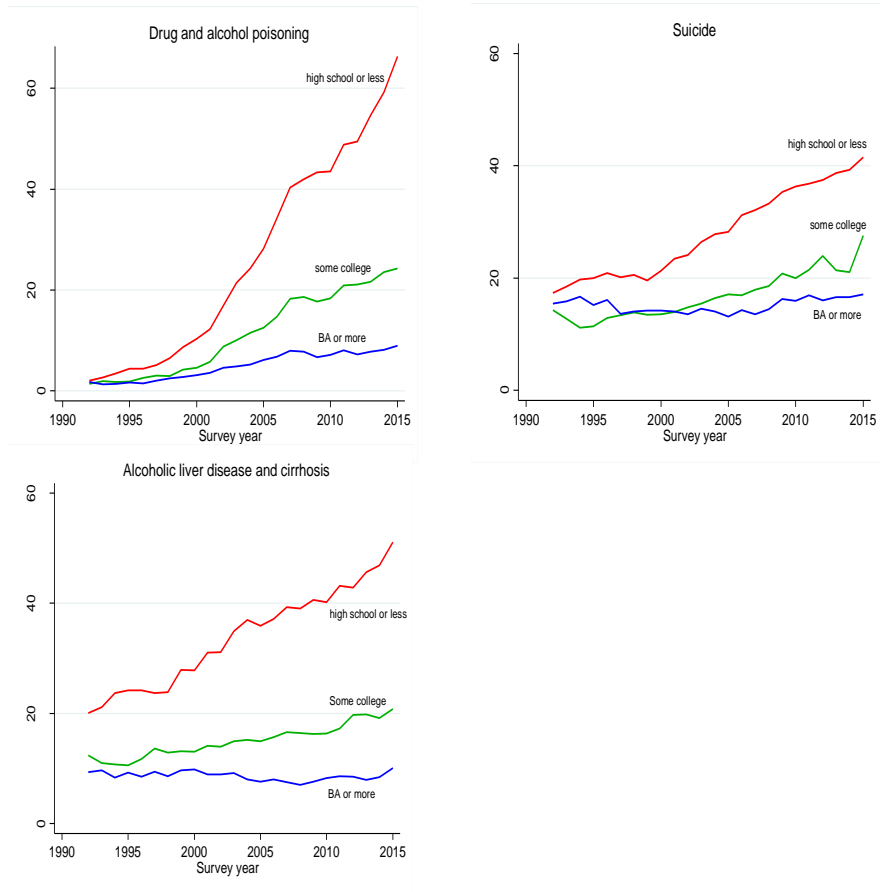 Drug and alcohol poisoning
60
40
20
0
high school or less
some college
BA or more
1990 1995 2000 2005 2010 2015
Survey year
Suicide
60
40
20
0
high school or less
some college
BA or more
1990 1995 2000 2005 2010 2015
Survey year
Alcoholic liver disease and cirrhosis
60
40
20
0
high school or less
Some college
BA or more
1990 1995 2000 2005 2010 2015
Survey year